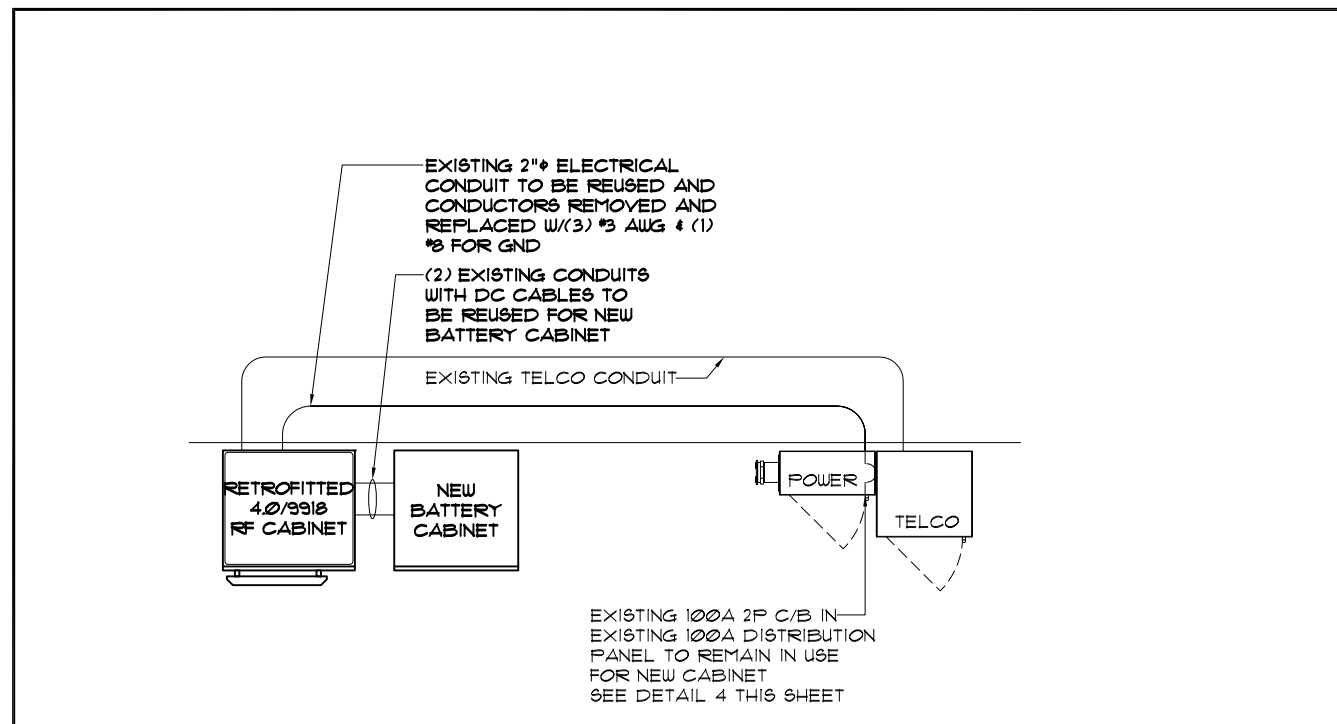 EXISTING 2"φ ELECTRICAL
CONDUIT TO BE REUSED AND
CONDUCTORS REMOVED AND
REPLACED W/(3) #3 AWG & (1)
#8 FOR GND
(2) EXISTING CONDUITS
WITH DC CABLES TO
BE REUSED FOR NEW
BATTERY CABINET
EXISTING TELCO CONDUIT
RETROFITTED
4.0/9918
RF CABINET
NEW
BATTERY
CABINET
POWER
TELCO
EXISTING 100A 2P C/B IN
EXISTING 100A DISTRIBUTION
PANEL TO REMAIN IN USE
FOR NEW CABINET
SEE DETAIL 4 THIS SHEET